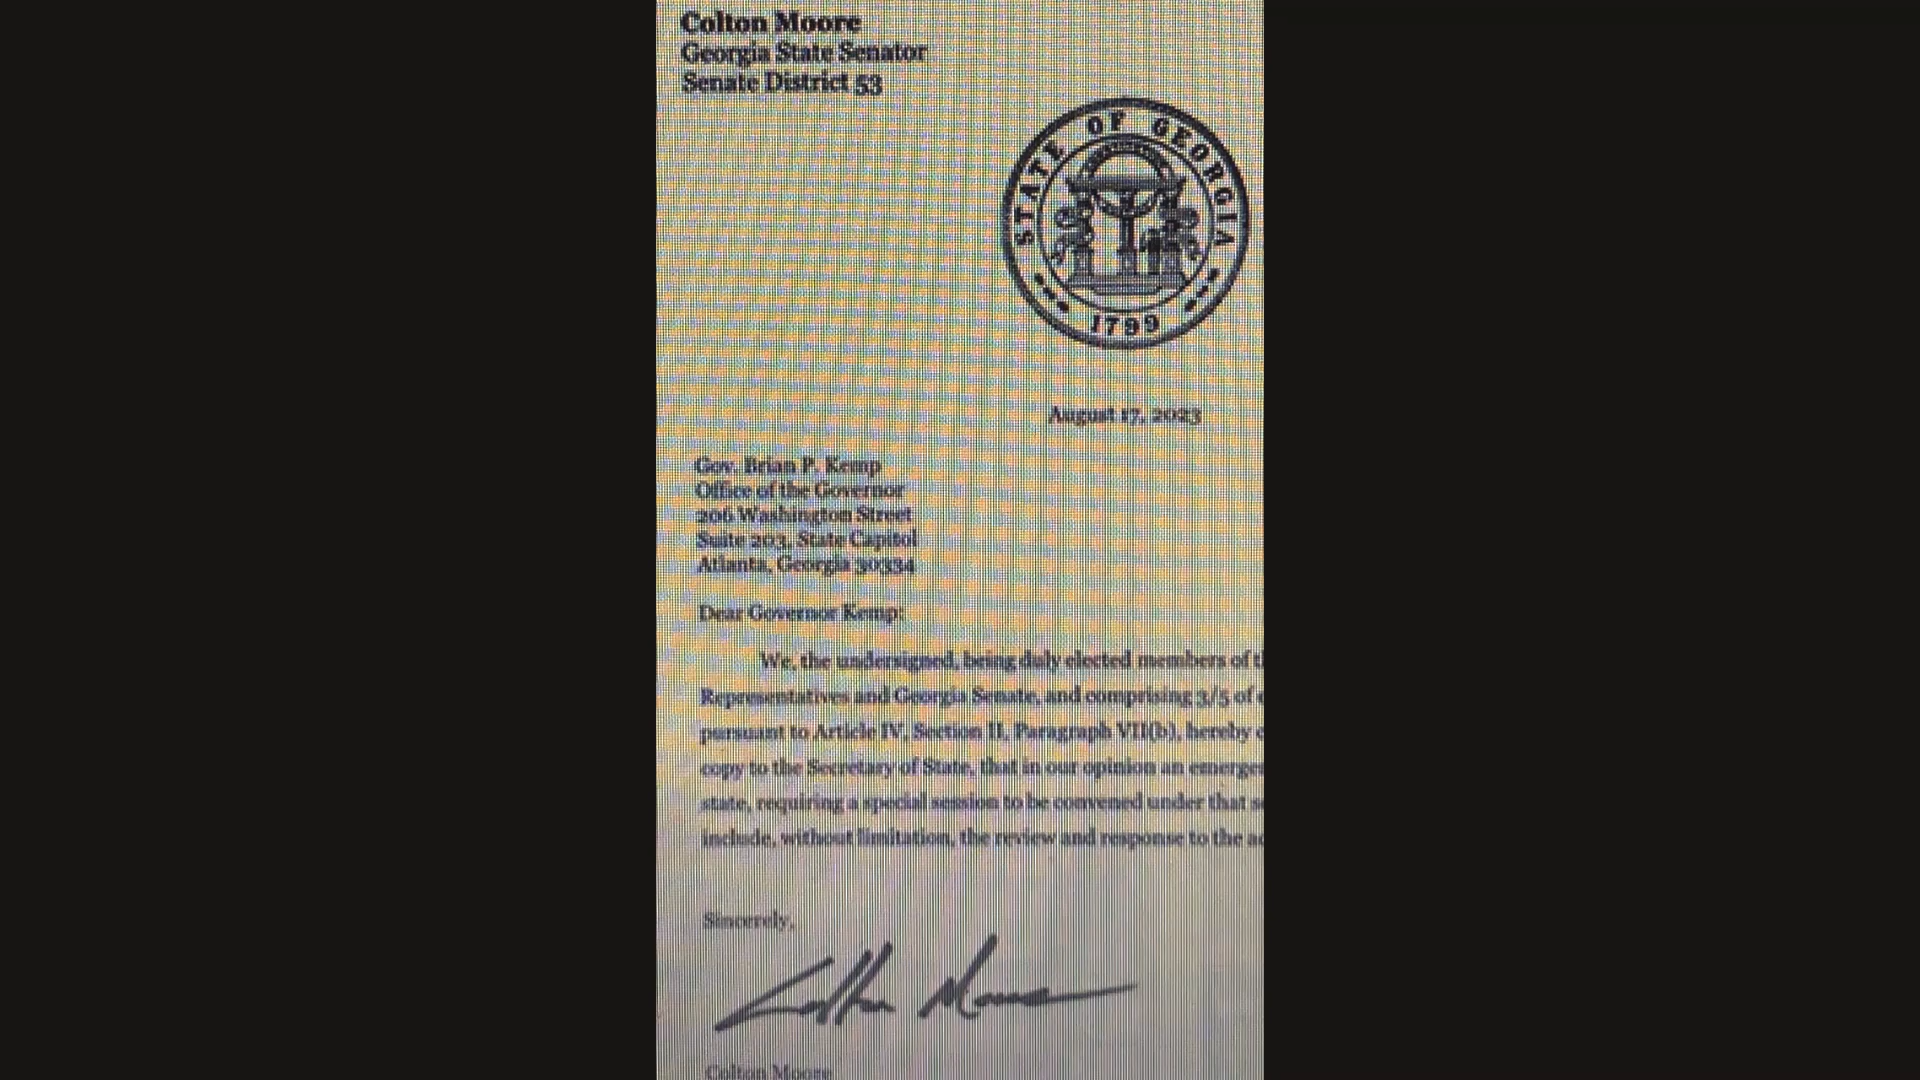 Colton Moore
Georgia State Senator
Senate District 53
STATE OF GEORGIA
1799
August 17, 2023
Gov. Brian P. Kemp
Office of the Governor
206 Washington Street
Suite 203, State Capitol
Atlanta, Georgia 30334
Dear Governor Kemp:
We, the undersigned, being duly elected members of
Representatives and Georgia Senate, and comprising 3/5 of
pursuant to Article IV, Section II, Paragraph VII(b), hereby
copy to the Secretary of State, that in our opinion an
state, requiring a special session to be convened under that
include, without limitation, the review and response to the
Sincerely,
Colton Moore
Colton Moore